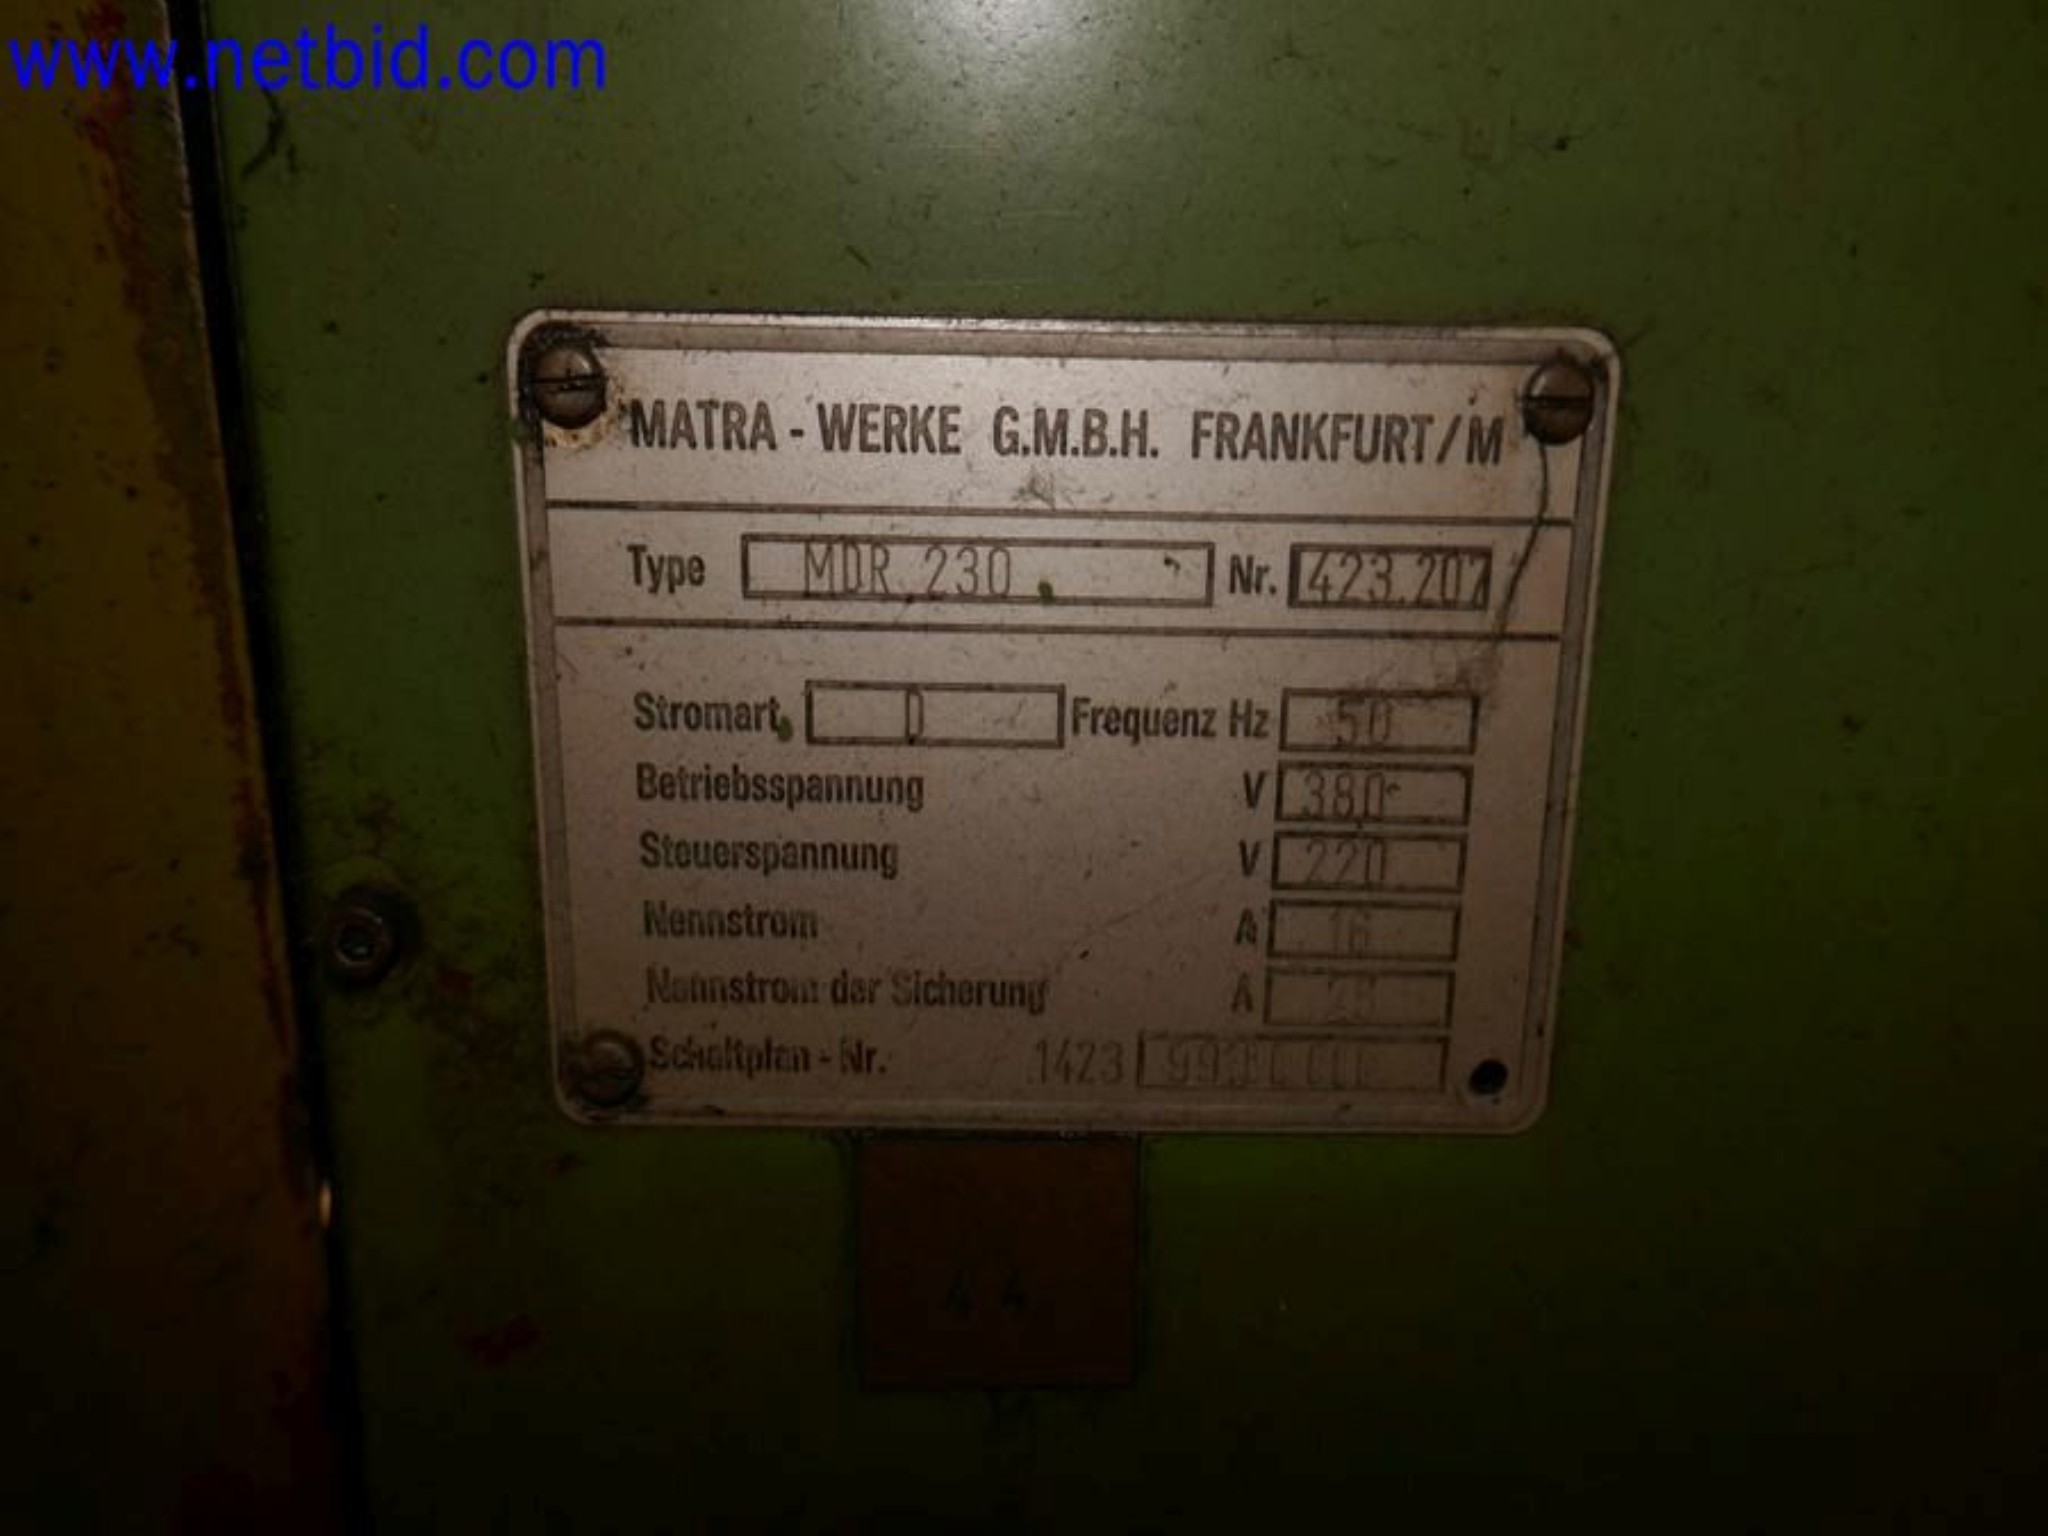 www.netbid.com
MATRA - WERKE G.M.B.H. FRANKFURT/M
Type MDR.230 Nr. 423.207
Stromart D Frequenz Hz 50
Betriebsspannung V 380
Steuerspannung V 220
Nennstrom A 16
Nennstrom der Sicherung A
Schaltplan - Nr. 1423
44